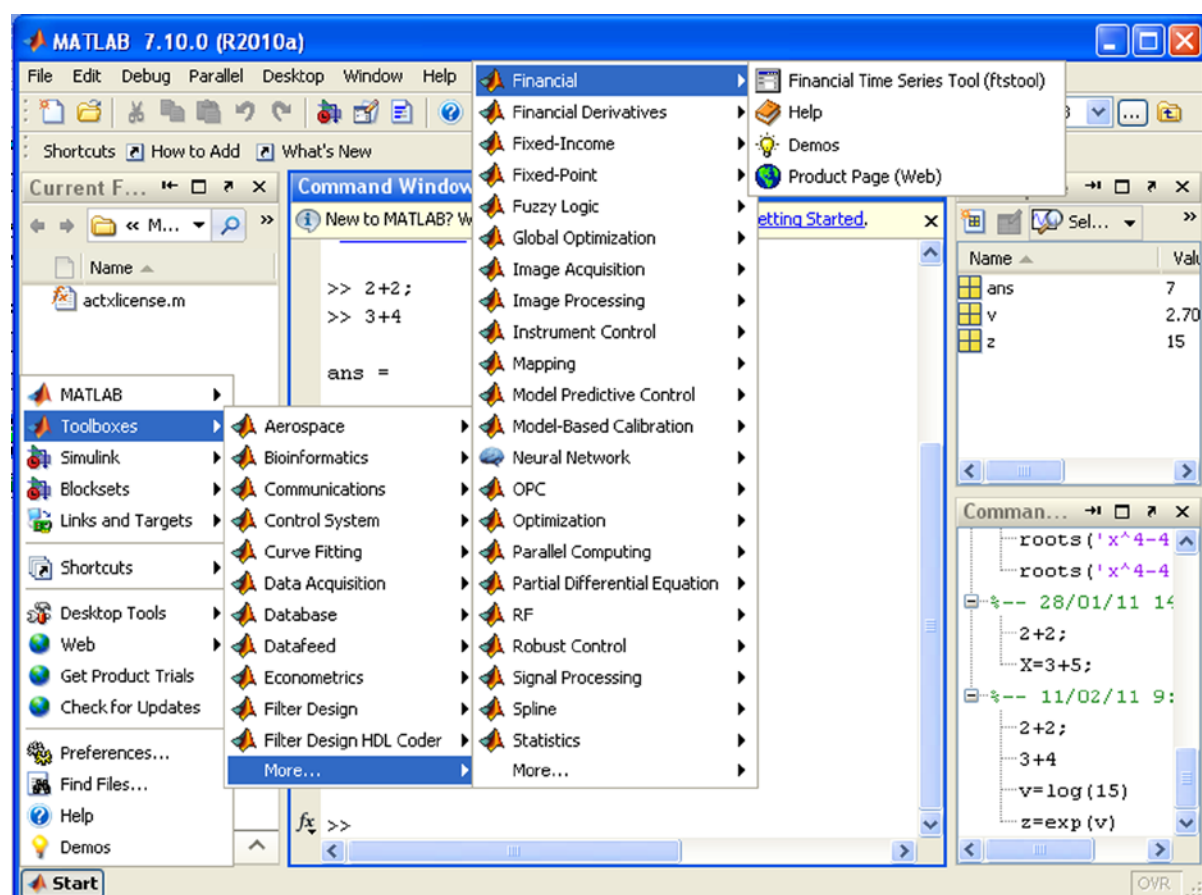 MATLAB 7.10.0 (R2010a)
File Edit Debug Parallel Desktop Window Help
Shortcuts How to Add What's New
Current F...
« M...
»
Name
actxlicense.m
MATLAB
Toolboxes
Simulink
Blocksets
Links and Targets
Shortcuts
Desktop Tools
Web
Get Product Trials
Check for Updates
Preferences...
Find Files...
Help
Demos
Start
Aerospace
Bioinformatics
Communications
Control System
Curve Fitting
Data Acquisition
Database
Datafeed
Econometrics
Filter Design
Filter Design HDL Coder
More...
Command Window
New to MATLAB? W
etting Started.
>> 2+2;
>> 3+4
ans =
fx >>
Financial
Financial Derivatives
Fixed-Income
Fixed-Point
Fuzzy Logic
Global Optimization
Image Acquisition
Image Processing
Instrument Control
Mapping
Model Predictive Control
Model-Based Calibration
Neural Network
OPC
Optimization
Parallel Computing
Partial Differential Equation
RF
Robust Control
Signal Processing
Spline
Statistics
More...
Financial Time Series Tool (ftstool)
Help
Demos
Product Page (Web)
...
Sel...
»
Name Valu
ans 7
v 2.70
z 15
Comman...
roots('x^4-4
roots('x^4-4
%-- 28/01/11 14
2+2;
X=3+5;
%-- 11/02/11 9:
2+2;
3+4
v=log(15)
z=exp(v)
OVR